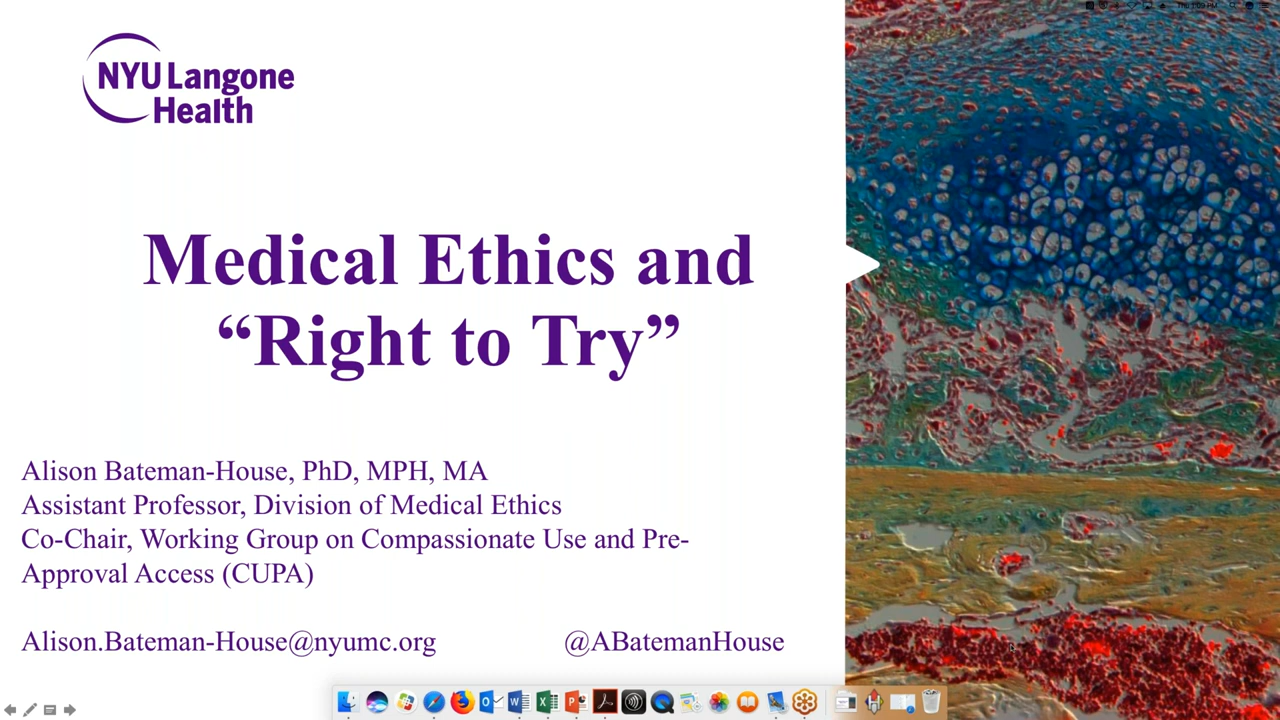 NYU Langone
Health
Medical Ethics and
“Right to Try”
Alison Bateman-House, PhD, MPH, MA
Assistant Professor, Division of Medical Ethics
Co-Chair, Working Group on Compassionate Use and Pre-
Approval Access (CUPA)
Alison.Bateman-House@nyumc.org
@ABatemanHouse